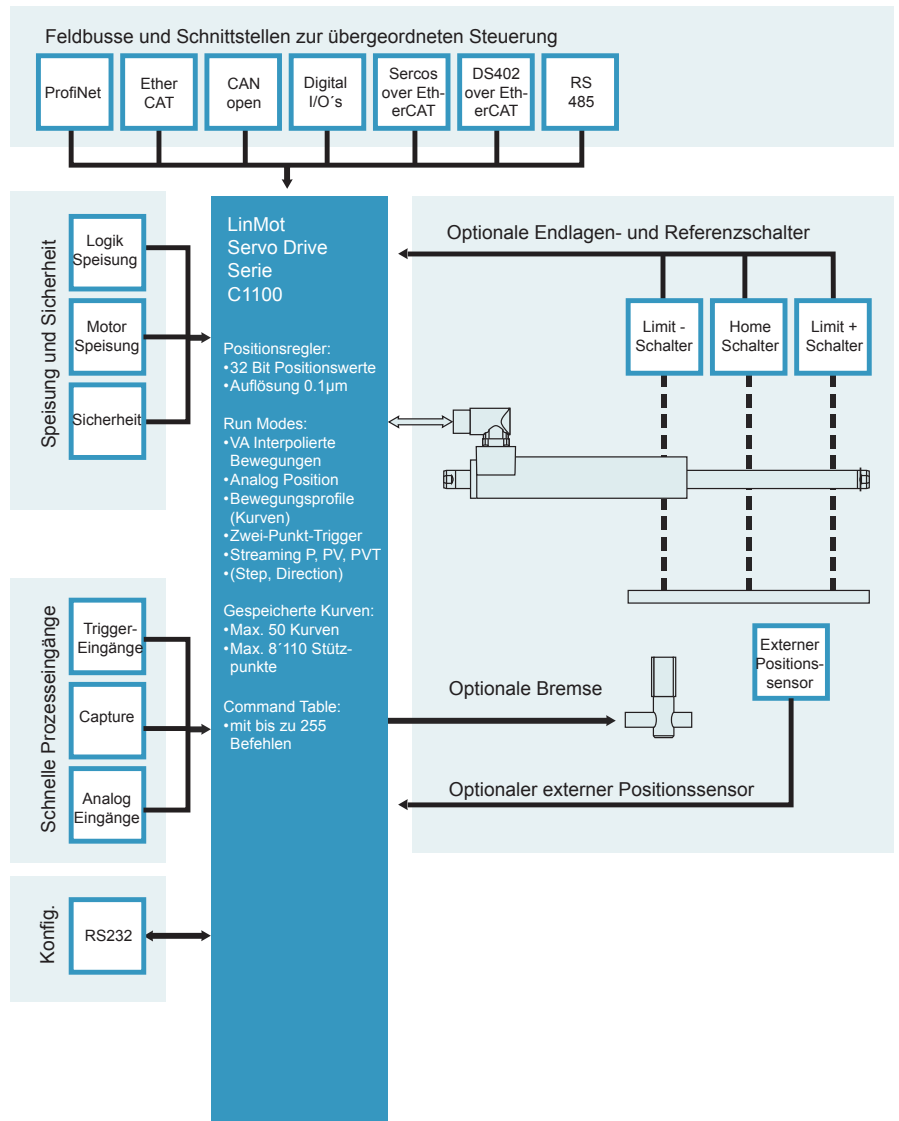 Feldbusse und Schnittstellen zur übergeordneten Steuerung
ProfiNet
Ether
CAT
CAN
open
Digital
I/O´s
Sercos
over Eth-
erCAT
DS402
over Eth-
erCAT
RS
485
Speisung und Sicherheit
Logik
Speisung
Motor
Speisung
Sicherheit
Schnelle Prozesseingänge
Trigger-
Eingänge
Capture
Analog
Eingänge
Konfig.
RS232
LinMot
Servo Drive
Serie
C1100
Positionsregler:
•32 Bit Positionswerte
•Auflösung 0.1µm
Run Modes:
•VA Interpolierte
Bewegungen
•Analog Position
•Bewegungsprofile
(Kurven)
•Zwei-Punkt-Trigger
•Streaming P, PV, PVT
•(Step, Direction)
Gespeicherte Kurven:
•Max. 50 Kurven
•Max. 8´110 Stütz-
punkte
Command Table:
•mit bis zu 255
Befehlen
Optionale Endlagen- und Referenzschalter
Limit -
Schalter
Home
Schalter
Limit +
Schalter
Optionale Bremse
Externer
Positions-
sensor
Optionaler externer Positionssensor